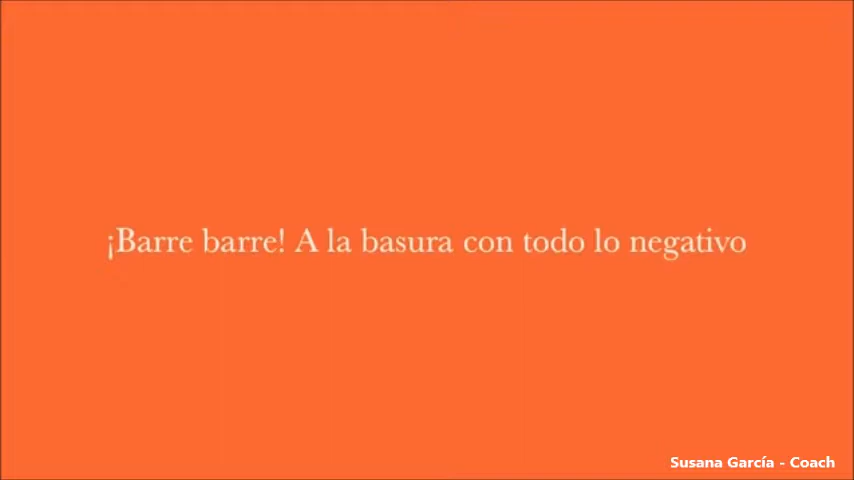 ¡Barre barre! A la basura con todo lo negativo
Susana García - Coach